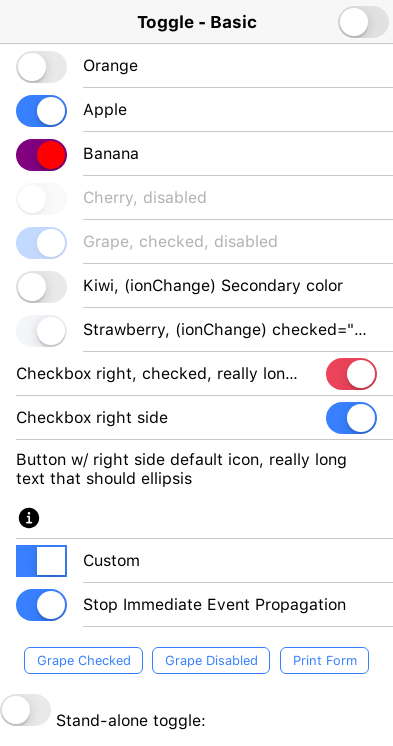 Toggle - Basic
Orange
Apple
Banana
Cherry, disabled
Grape, checked, disabled
Kiwi, (ionChange) Secondary color
Strawberry, (ionChange) checked="...
Checkbox right, checked, really lon...
Checkbox right side
Button w/ right side default icon, really long
text that should ellipsis
Custom
Stop Immediate Event Propagation
Grape Checked Grape Disabled Print Form
Stand-alone toggle: